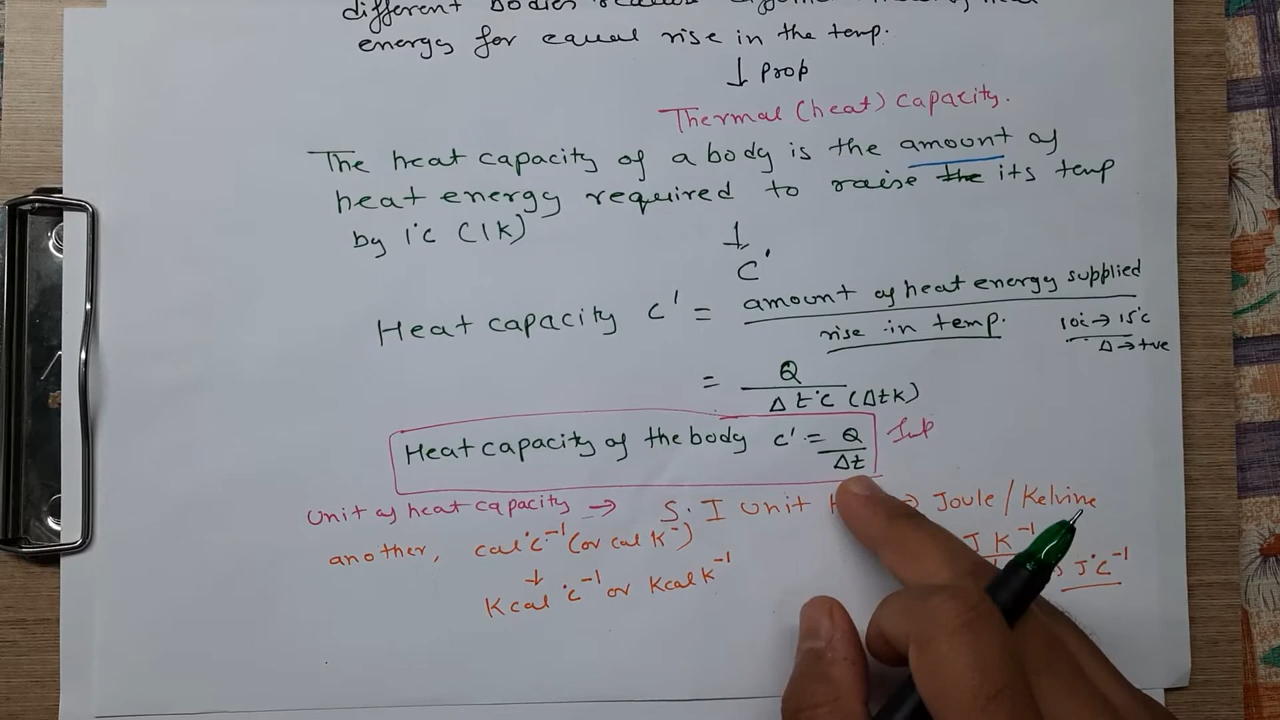 different Bodies
energy for equal rise in the temp.
↓ Prop
Thermal (heat) capacity.
The heat capacity of a body is the amount of
heat energy required to raise the its temp
by 1°C (1K)
↓
C'
Heat capacity C' = amount of heat energy supplied
rise in temp.
10°C → 15°C
Δ → +ve
= Q
Δt°C (ΔtK)
Heat capacity of the body C' = Q
Δt
Imp
Unit of heat capacity → S.I Unit → Joule/Kelvine
another, cal°C⁻¹ (or cal K⁻) J K⁻¹
↓ J°C⁻¹
Kcal °C⁻¹ or Kcal K⁻¹